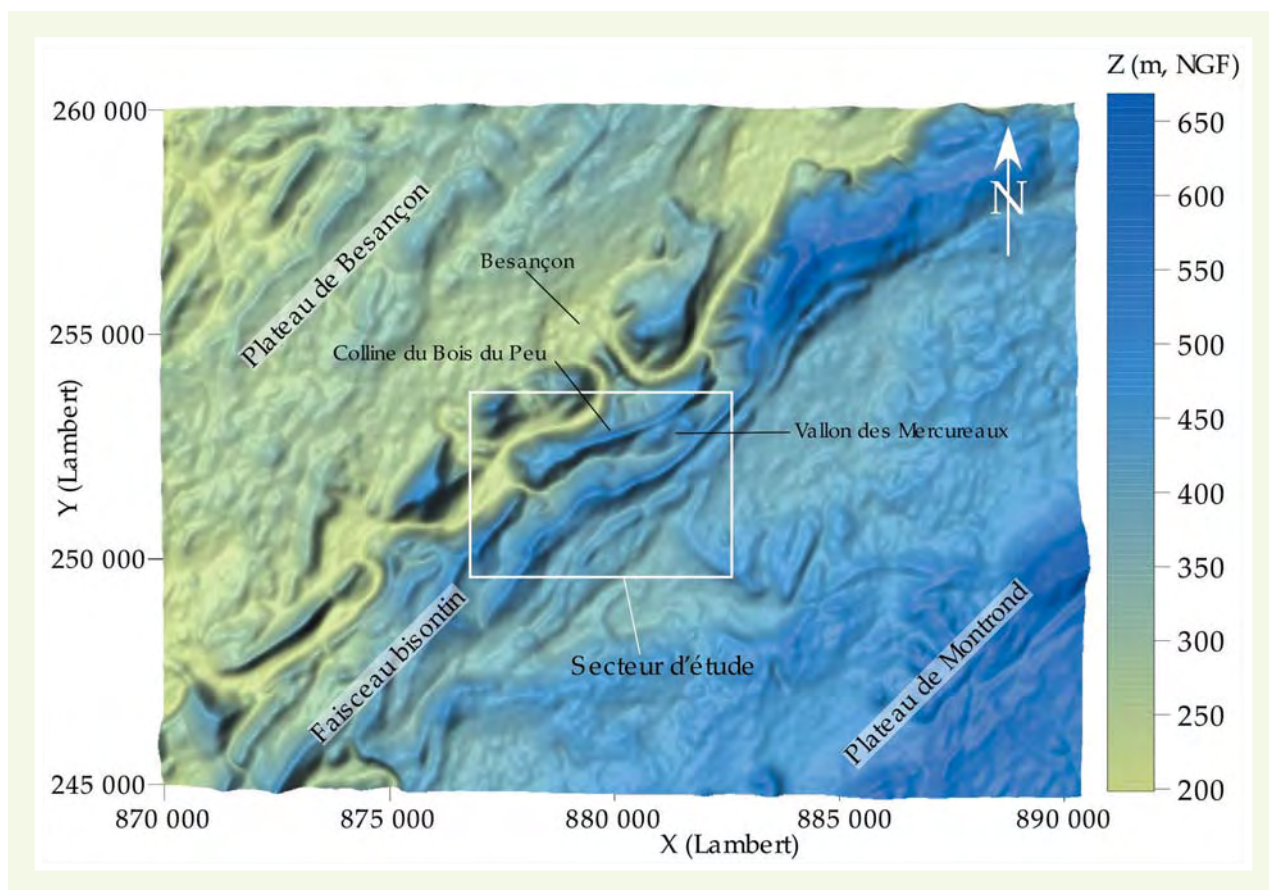 Z (m, NGF)
260 000
650
600
N
Plateau de Besançon
550
Besançon
255 000
500
Colline du Bois du Peu
Y (Lambert)
450
Vallon des Mercureaux
400
350
250 000
Faisceau bisontin
Secteur d'étude
Plateau de Montrond
300
250
245 000
200
870 000
875 000
880 000
885 000
890 000
X (Lambert)